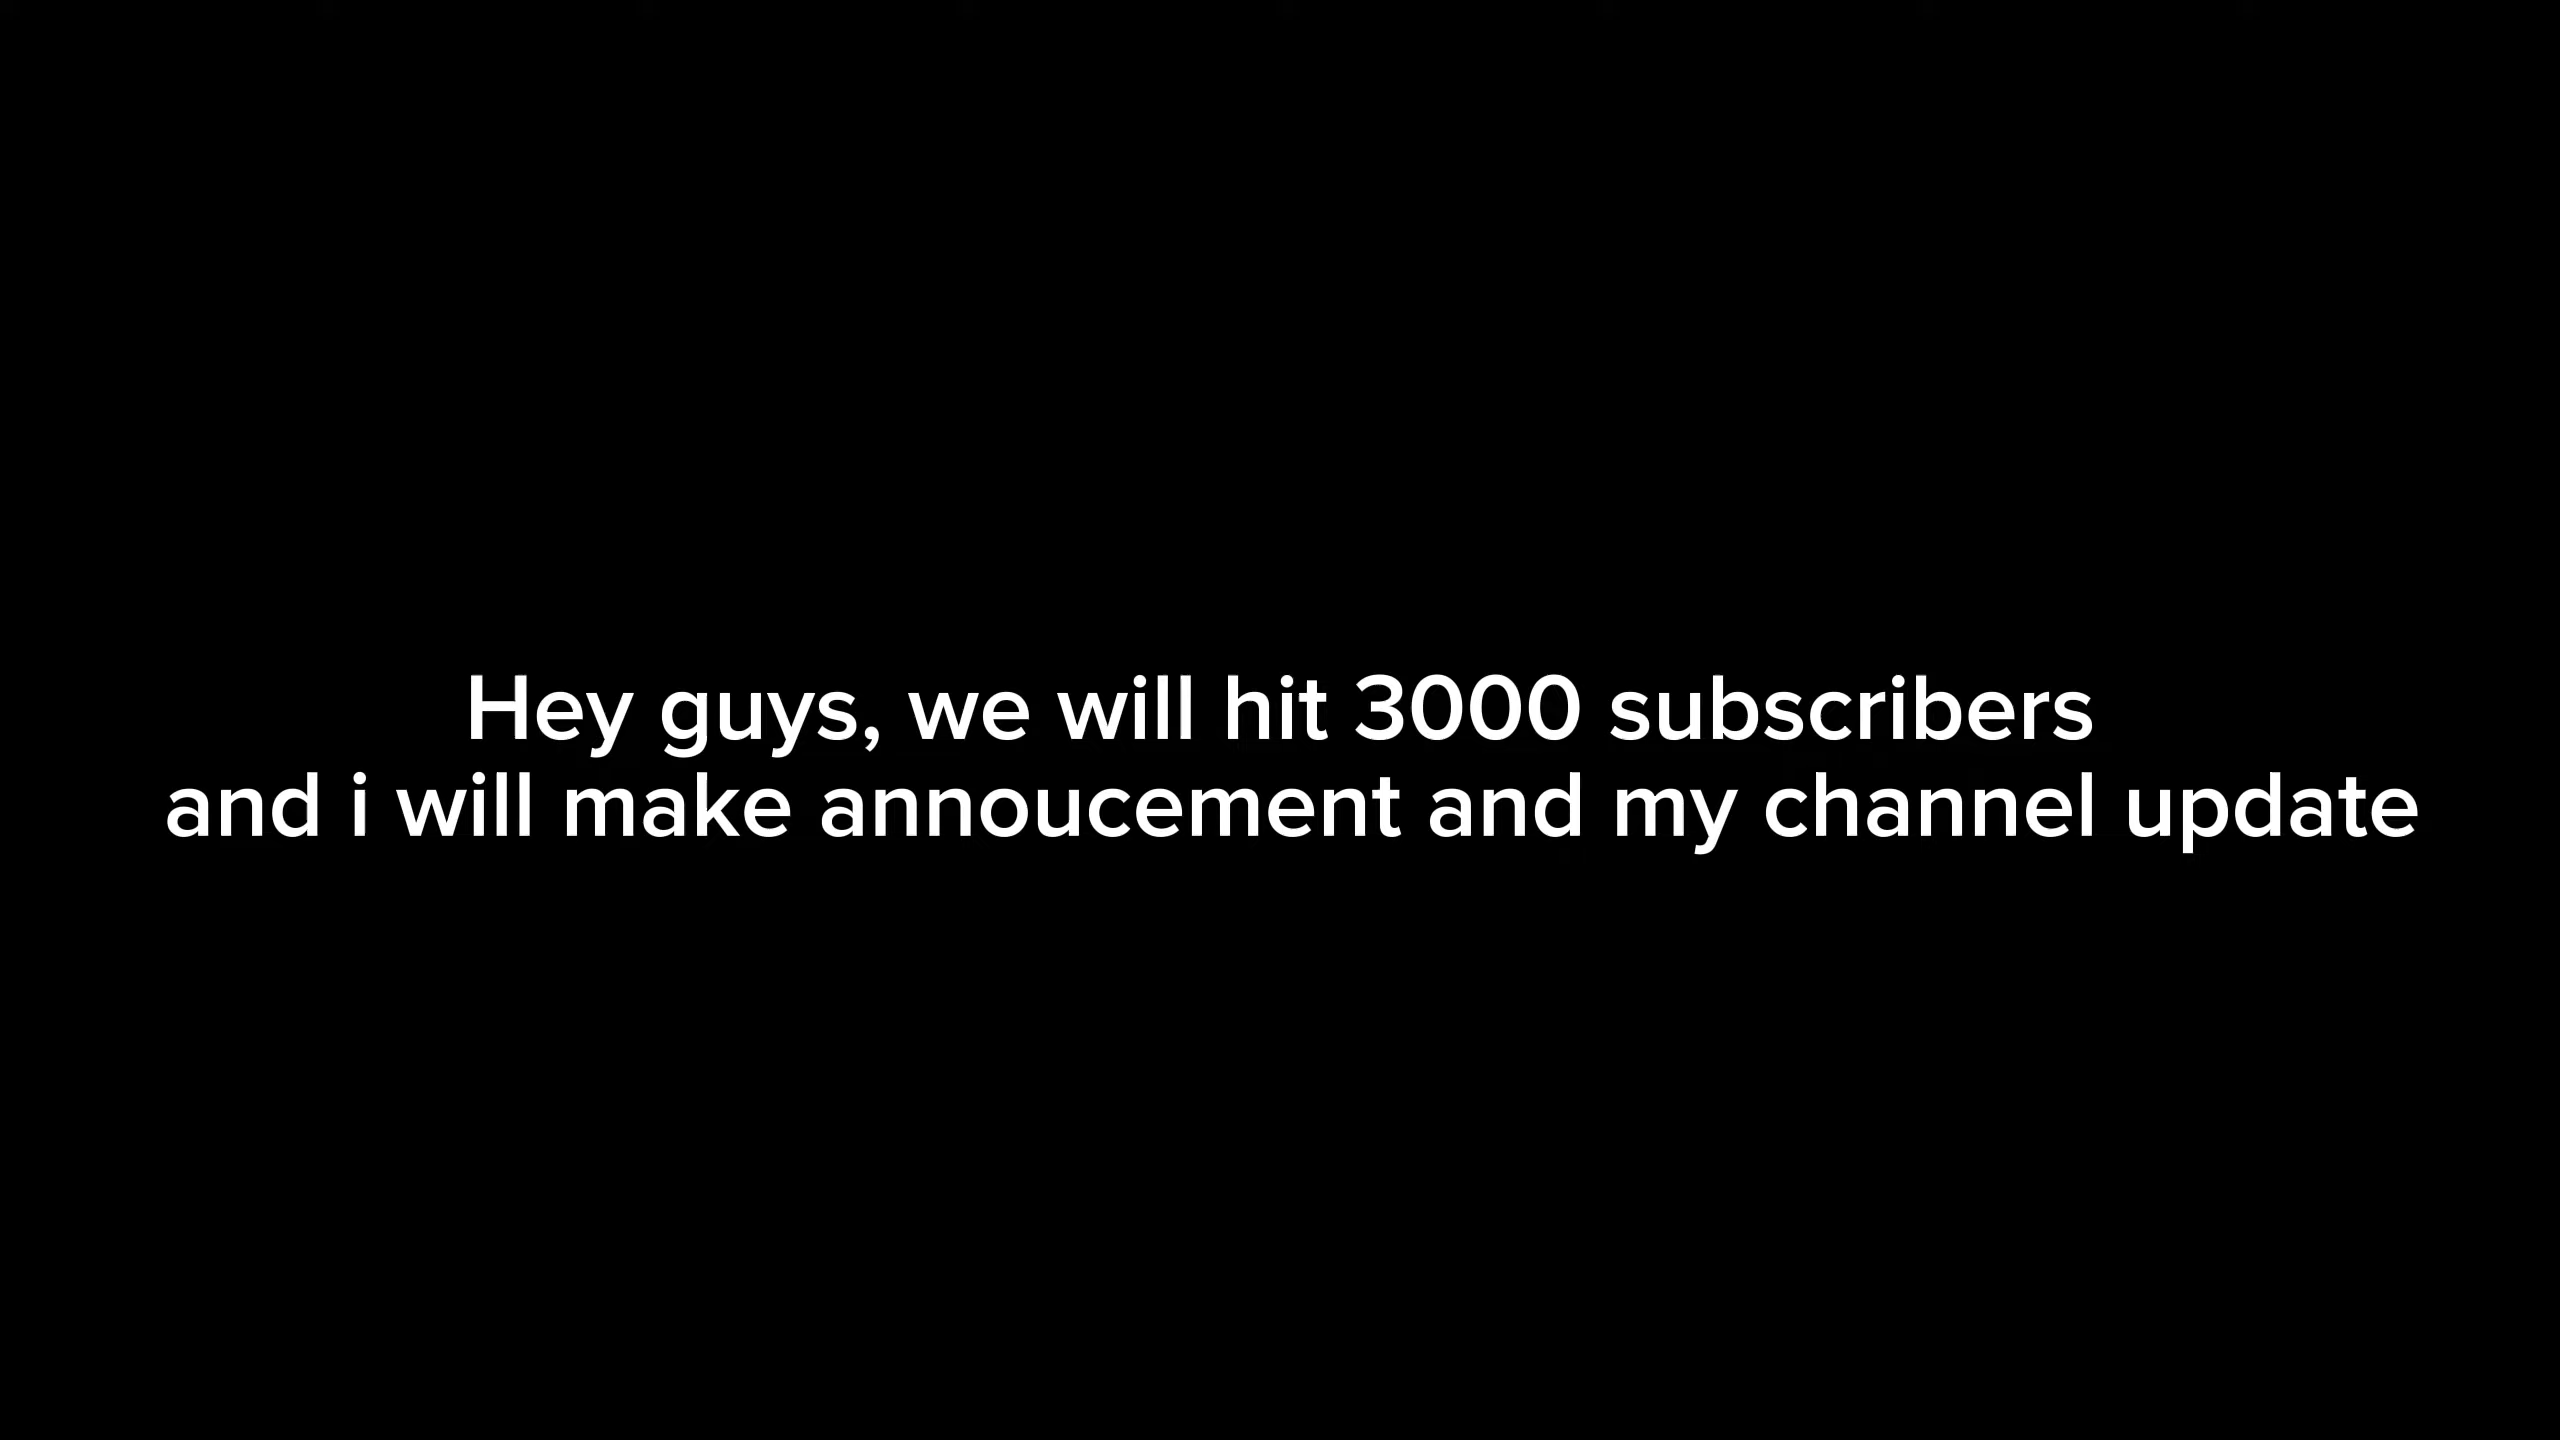 Hey guys, we will hit 3000 subscribers
and i will make annoucement and my channel update